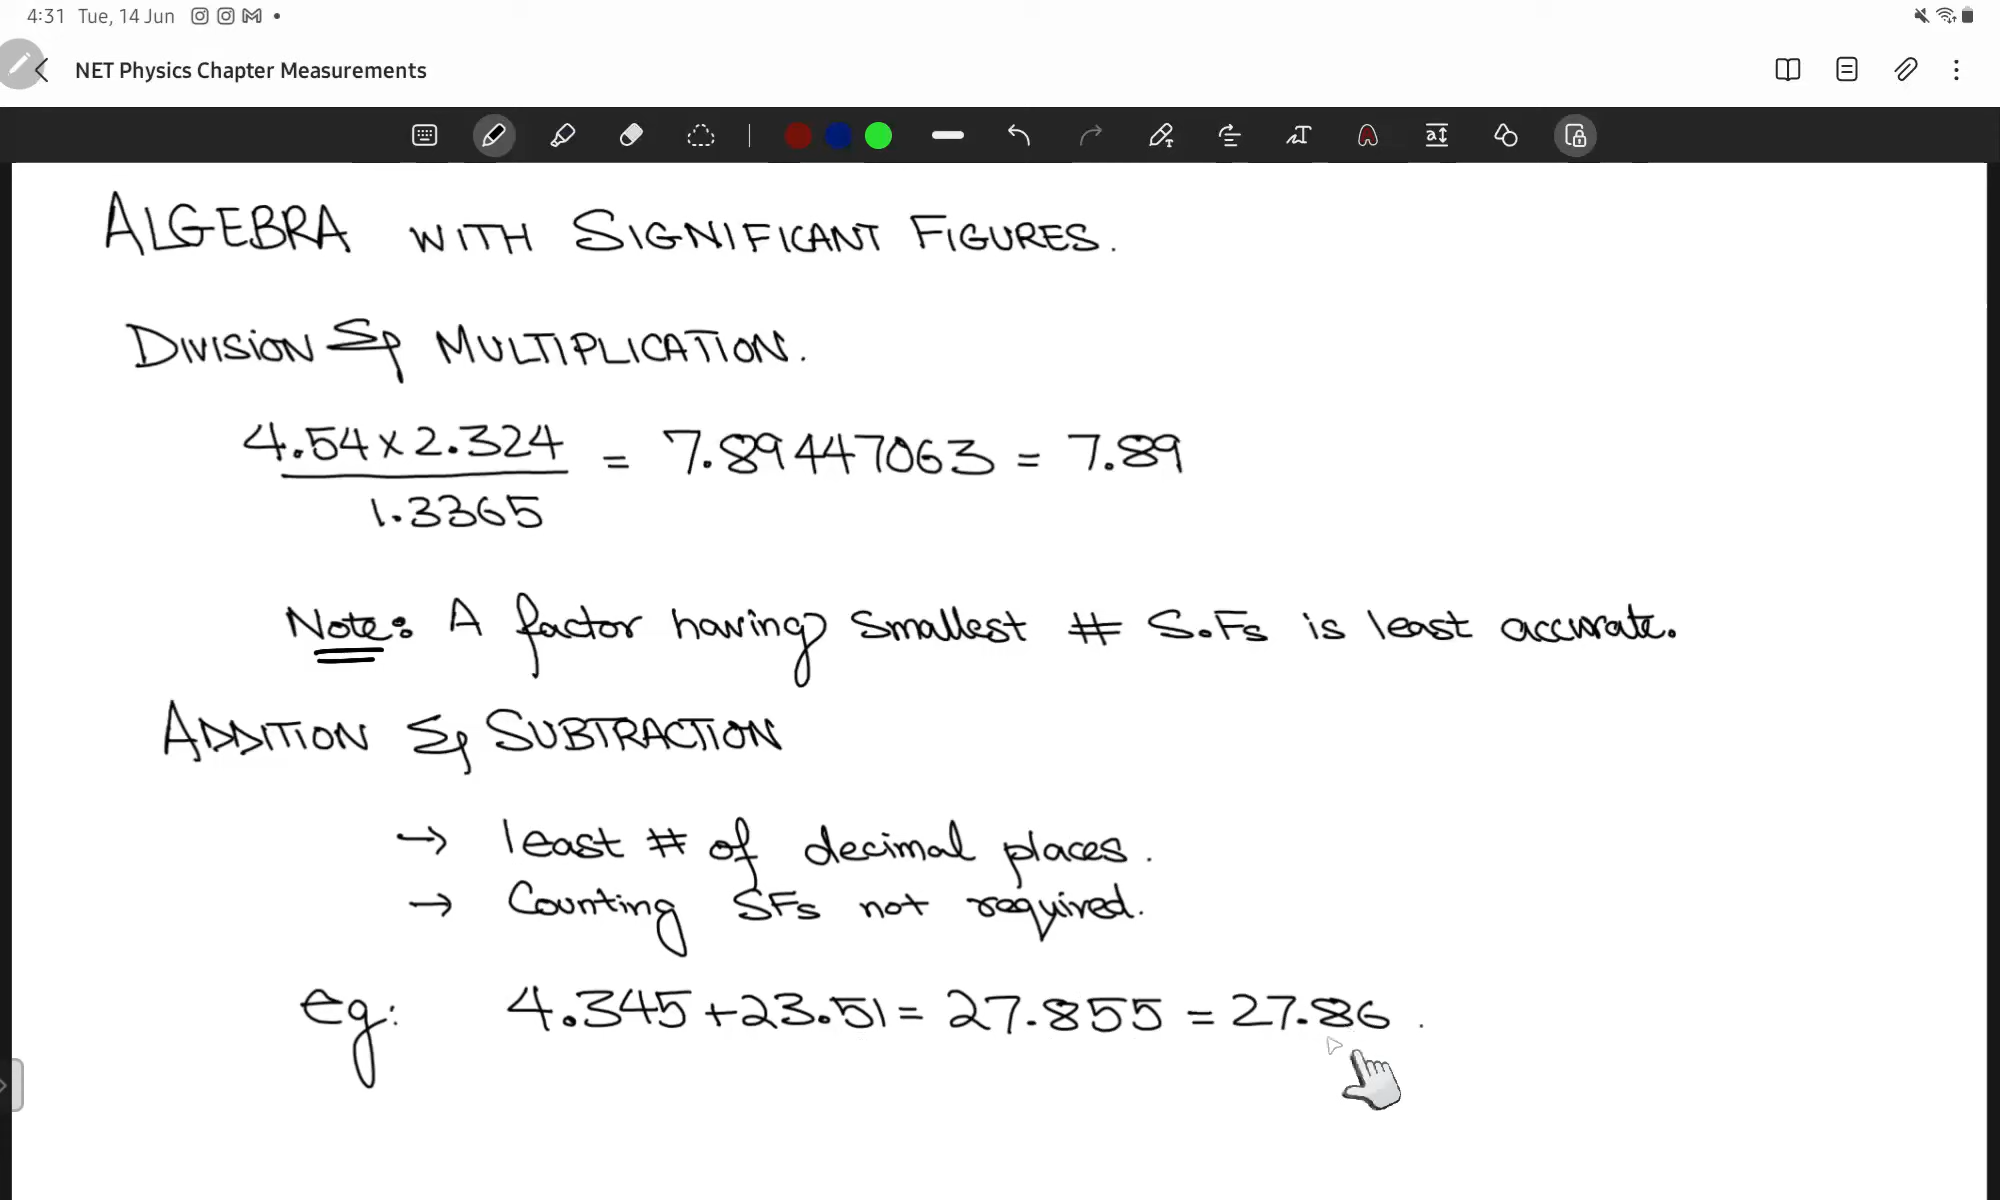 4:31 Tue, 14 Jun
NET Physics Chapter Measurements
ALGEBRA WITH SIGNIFICANT FIGURES.
DIVISION & MULTIPLICATION.
4.54 × 2.324 / 1.3365 = 7.89447063 = 7.89
Note: A factor having smallest # S.Fs is least accurate.
ADDITION & SUBTRACTION
→ least # of decimal places.
→ Counting SFs not required.
eg: 4.345 + 23.51 = 27.855 = 27.86.